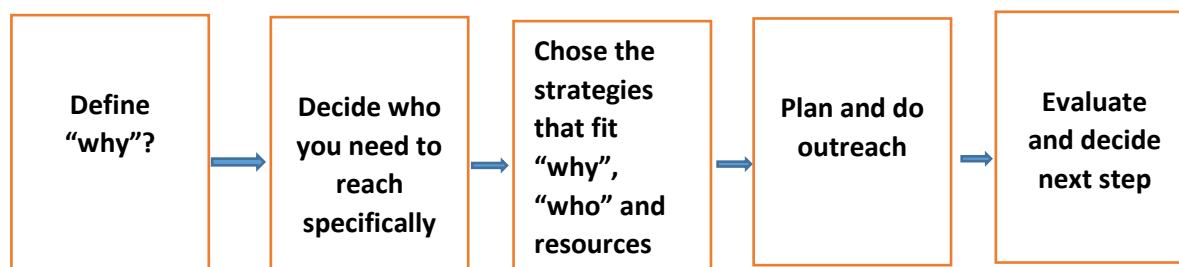 Define
“why”?
Decide who
you need to
reach
specifically
Chose the
strategies
that fit
“why”,
“who” and
resources
Plan and do
outreach
Evaluate
and decide
next step